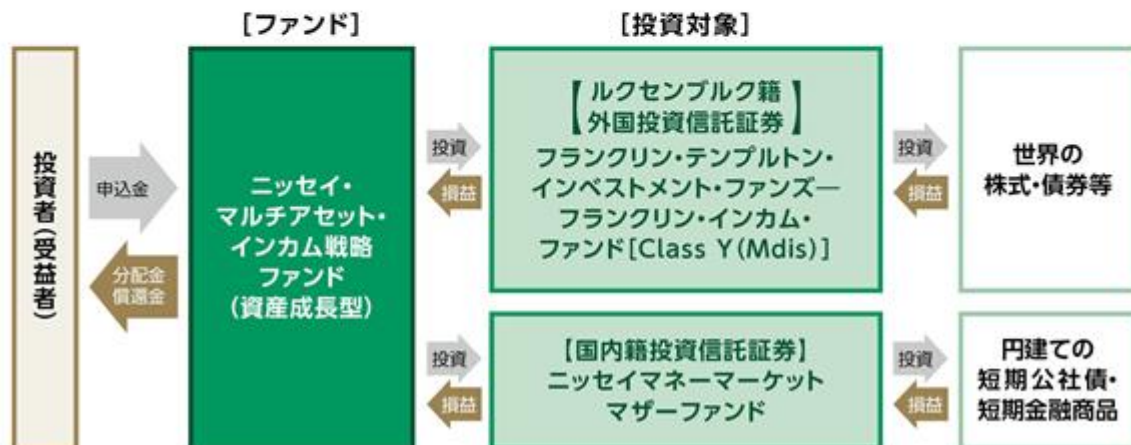 [ファンド]
[投資対象]
投資者(受益者)
申込金
分配金
償還金
ニッセイ・
マルチアセット・
インカム戦略
ファンド
(資産成長型)
投資
損益
【ルクセンブルク籍
外国投資信託証券】
フランクリン・テンプルトン・
インベストメント・ファンズ―
フランクリン・インカム・
ファンド[Class Y(Mdis)]
投資
損益
世界の
株式・債券等
投資
損益
【国内籍投資信託証券】
ニッセイマネーマーケット
マザーファンド
投資
損益
円建ての
短期公社債・
短期金融商品